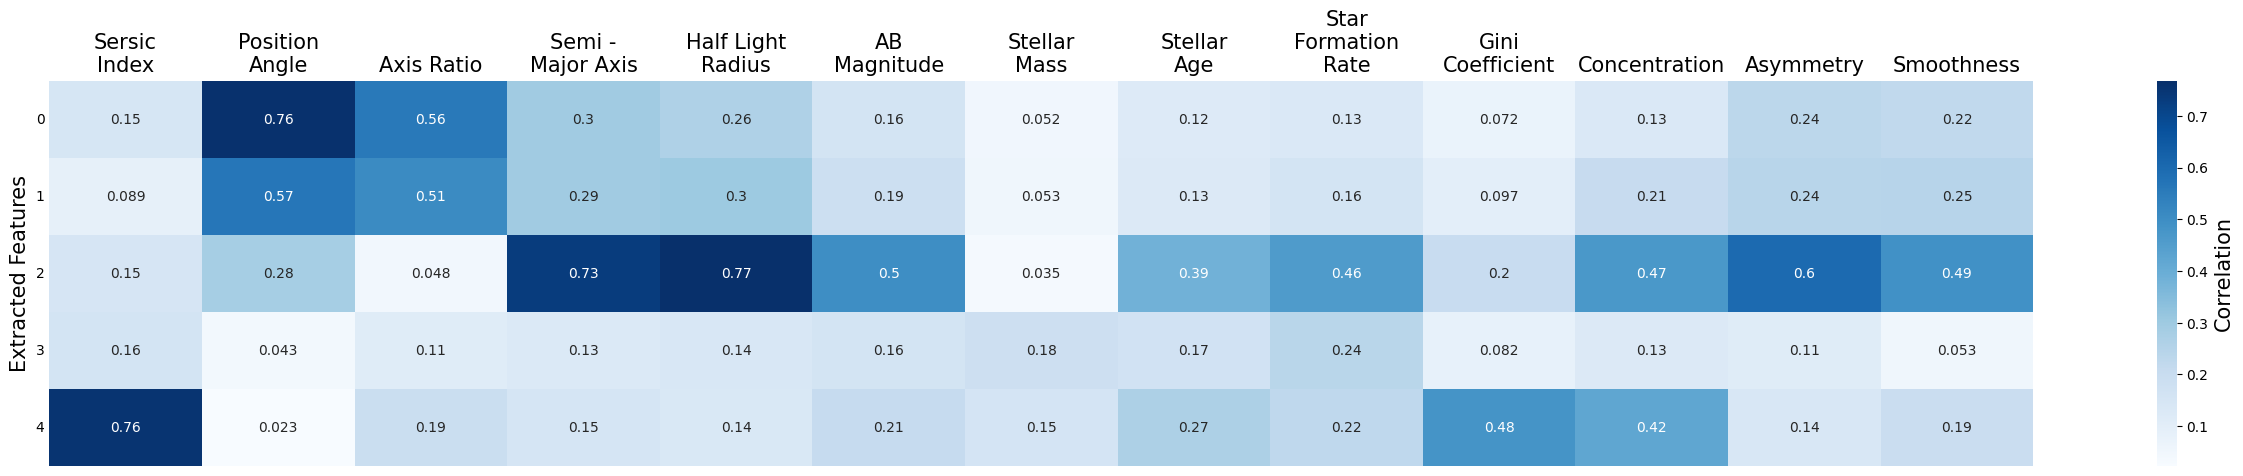 Star
Sersic Position Semi - Half Light AB Stellar Stellar Formation Gini
Index Angle Axis Ratio Major Axis Radius Magnitude Mass Age Rate Coefficient Concentration Asymmetry Smoothness
0 0.15 0.76 0.56 0.3 0.26 0.16 0.052 0.12 0.13 0.072 0.13 0.24 0.22
1 0.089 0.57 0.51 0.29 0.3 0.19 0.053 0.13 0.16 0.097 0.21 0.24 0.25
2 0.15 0.28 0.048 0.73 0.77 0.5 0.035 0.39 0.46 0.2 0.47 0.6 0.49
3 0.16 0.043 0.11 0.13 0.14 0.16 0.18 0.17 0.24 0.082 0.13 0.11 0.053
4 0.76 0.023 0.19 0.15 0.14 0.21 0.15 0.27 0.22 0.48 0.42 0.14 0.19
Extracted Features
0.7
0.6
0.5
0.4
0.3
0.2
0.1
Correlation